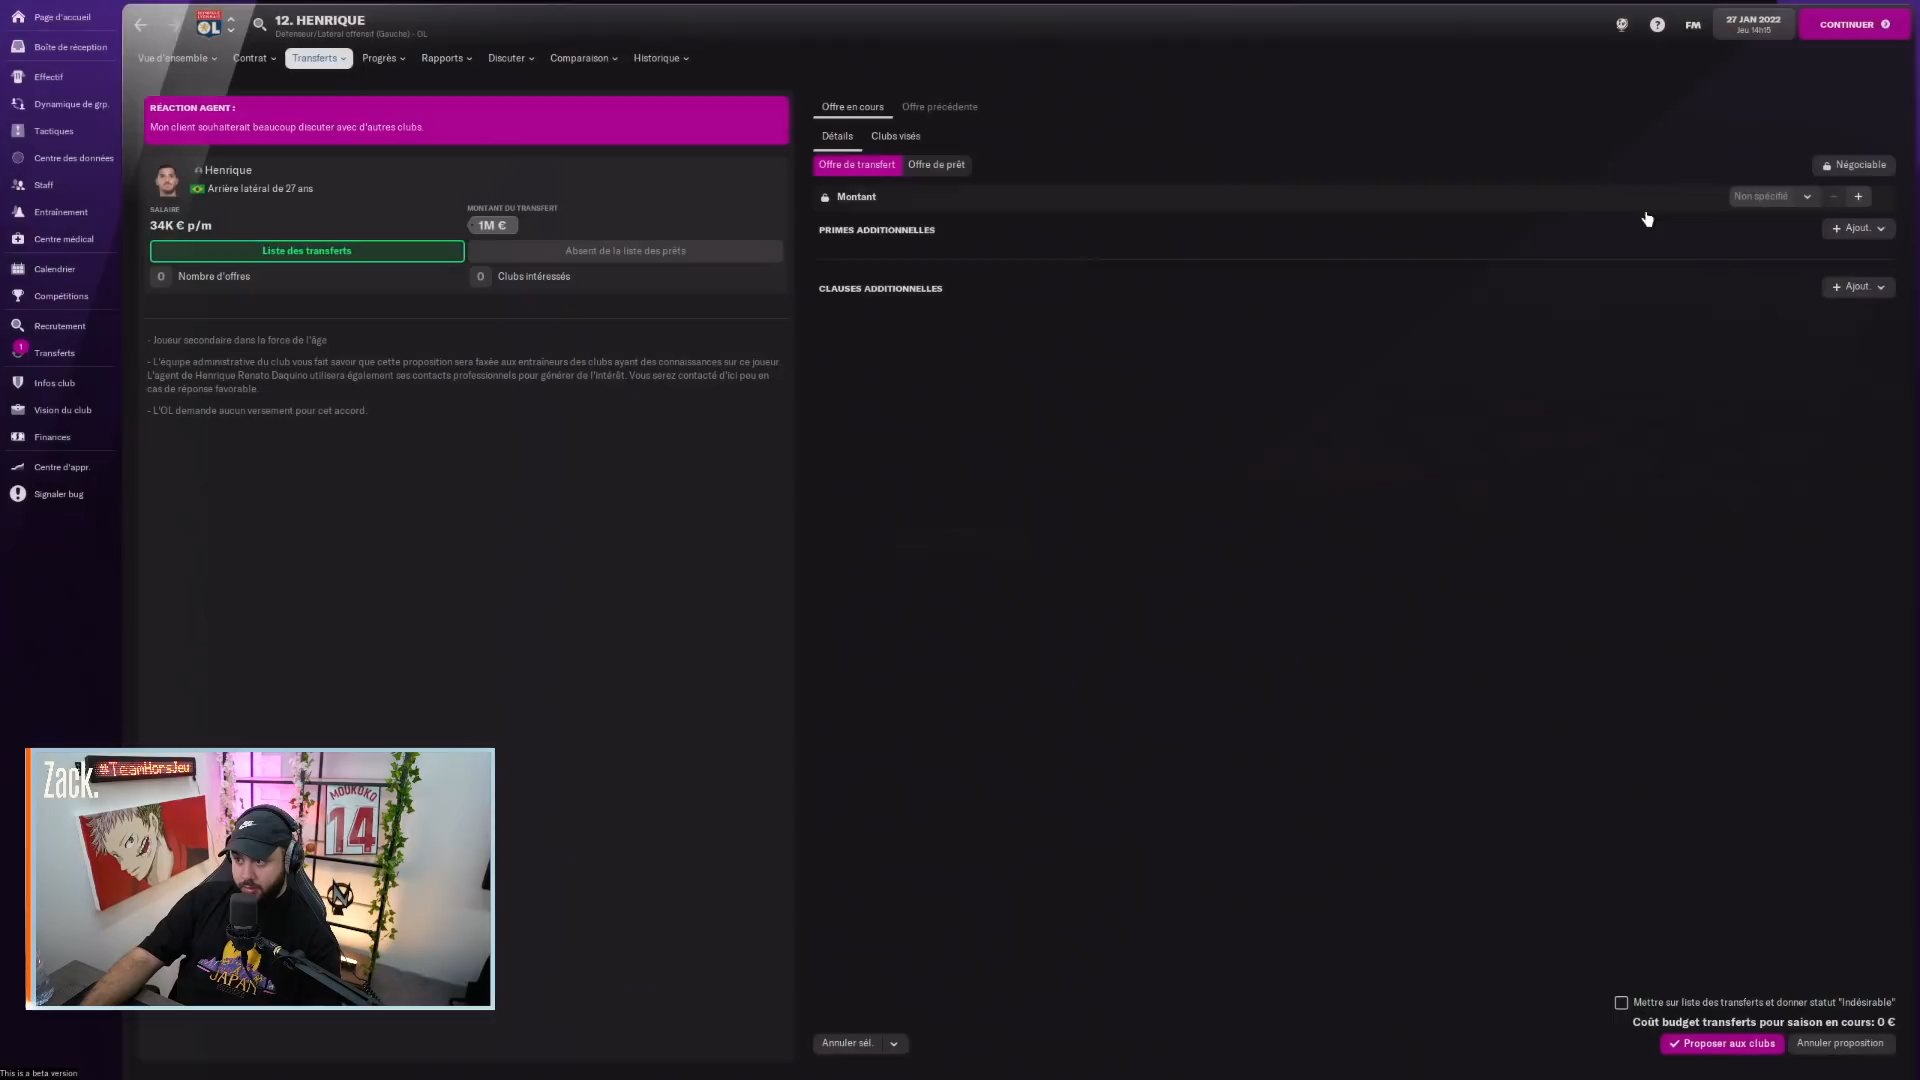 Page d'accueil
Boîte de réception
Effectif
Dynamique de grp.
Tactiques
Centre des données
Staff
Entraînement
Centre médical
Calendrier
Compétitions
Recrutement
1
Transferts
Infos club
Vision du club
Finances
Centre d'appr.
Signaler bug
OL
12. HENRIQUE
Défenseur/Latéral offensif (Gauche) - OL
?
FM
27 JAN 2022
Jeu 14h15
CONTINUER
Vue d'ensemble
Contrat
Transferts
Progrès
Rapports
Discuter
Comparaison
Historique
RÉACTION AGENT :
Mon client souhaiterait beaucoup discuter avec d'autres clubs.
Henrique
Arrière latéral de 27 ans
SALAIRE
34K € p/m
MONTANT DU TRANSFERT
1M €
Liste des transferts
Absent de la liste des prêts
0 Nombre d'offres
0 Clubs intéressés
- Joueur secondaire dans la force de l'âge
- L'équipe administrative du club vous fait savoir que cette proposition sera faxée aux entraîneurs des clubs ayant des connaissances sur ce joueur.
L'agent de Henrique Renato Daquino utilisera également ses contacts professionnels pour générer de l'intérêt. Vous serez contacté d'ici peu en
cas de réponse favorable.
- L'OL demande aucun versement pour cet accord.
Offre en cours
Offre précédente
Détails
Clubs visés
Offre de transfert
Offre de prêt
Négociable
Montant
Non spécifié
PRIMES ADDITIONNELLES
+ Ajout.
CLAUSES ADDITIONNELLES
+ Ajout.
Zack.
#TeamHorsJeu
MOUKOKO
14
JAPAN
Annuler sél.
Mettre sur liste des transferts et donner statut "Indésirable"
Coût budget transferts pour saison en cours: 0 €
Proposer aux clubs
Annuler proposition
This is a beta version